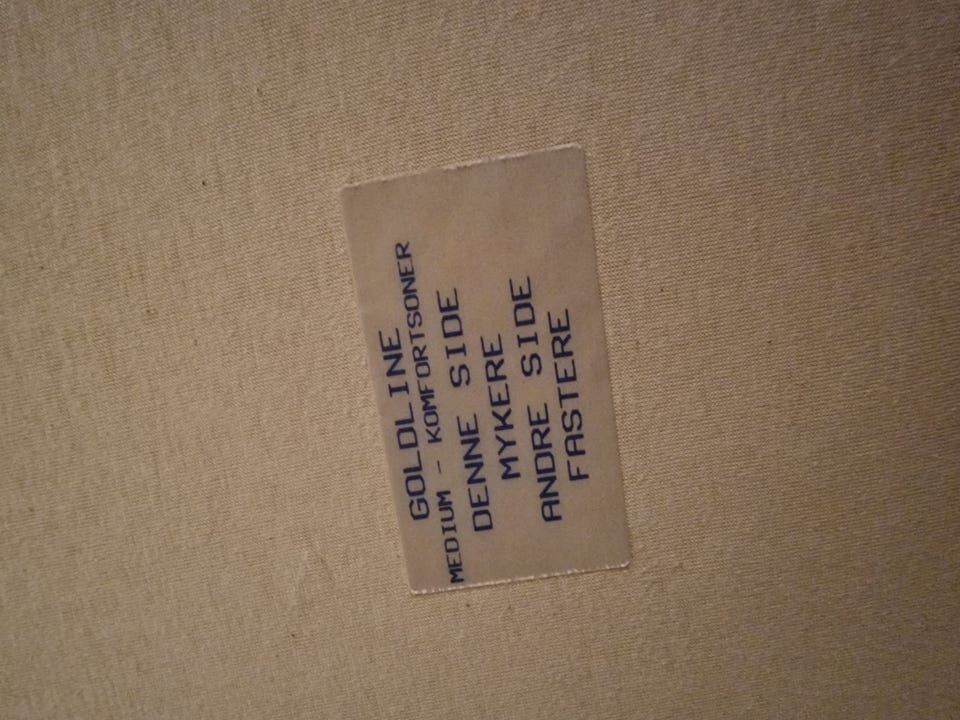 GOLDLINE
MEDIUM - KOMFORTSONER
DENNE SIDE
MYKERE
ANDRE SIDE
FASTERE